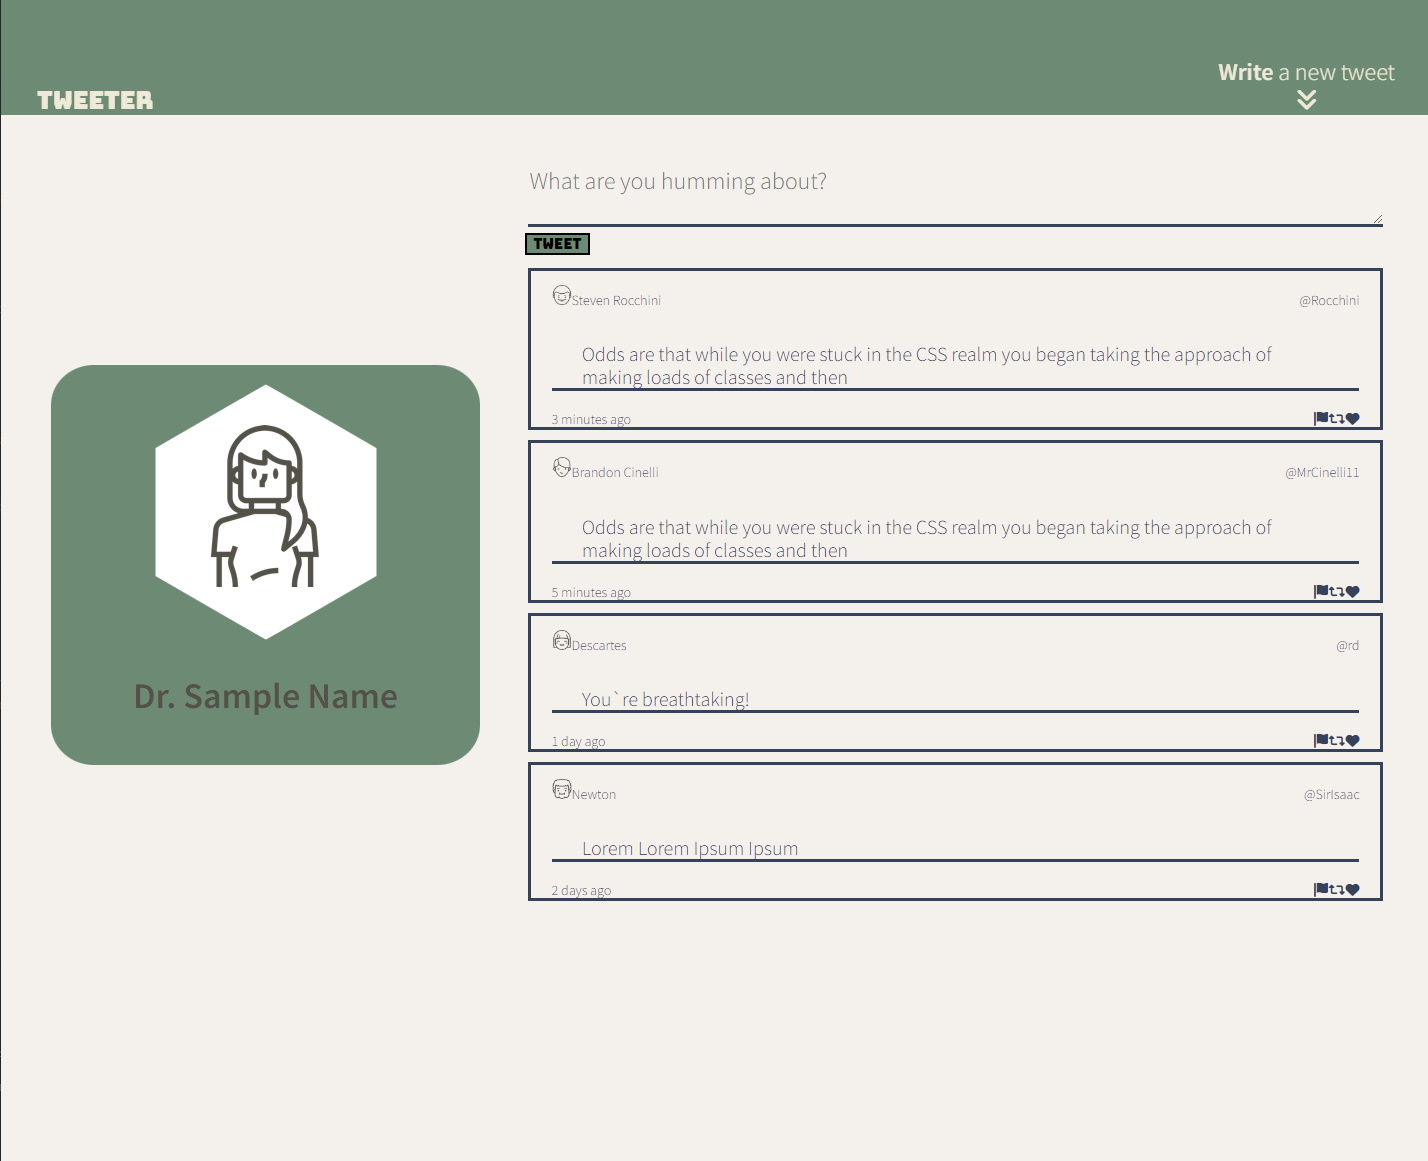 TWEETER
Write a new tweet
What are you humming about?
TWEET
Steven Rocchini
@Rocchini
Odds are that while you were stuck in the CSS realm you began taking the approach of
making loads of classes and then
3 minutes ago
Brandon Cinelli
@MrCinelli11
Odds are that while you were stuck in the CSS realm you began taking the approach of
making loads of classes and then
5 minutes ago
Descartes
@rd
You`re breathtaking!
1 day ago
Newton
@SirIsaac
Lorem Lorem Ipsum Ipsum
2 days ago
Dr. Sample Name